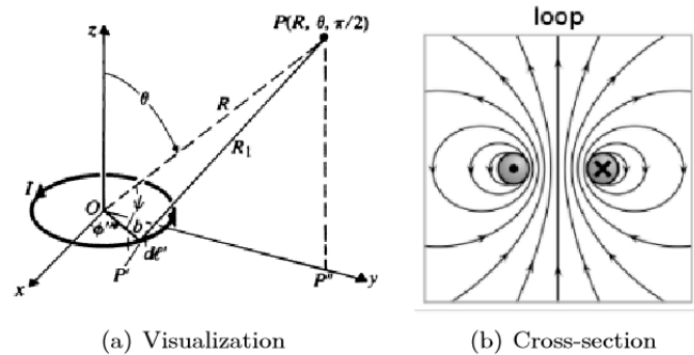 z
P(R, θ, π/2)
θ
R
R₁
I
O
ψ
ϕ'
b
dℓ'
x
P'
P"
y
(a) Visualization
loop
(b) Cross-section